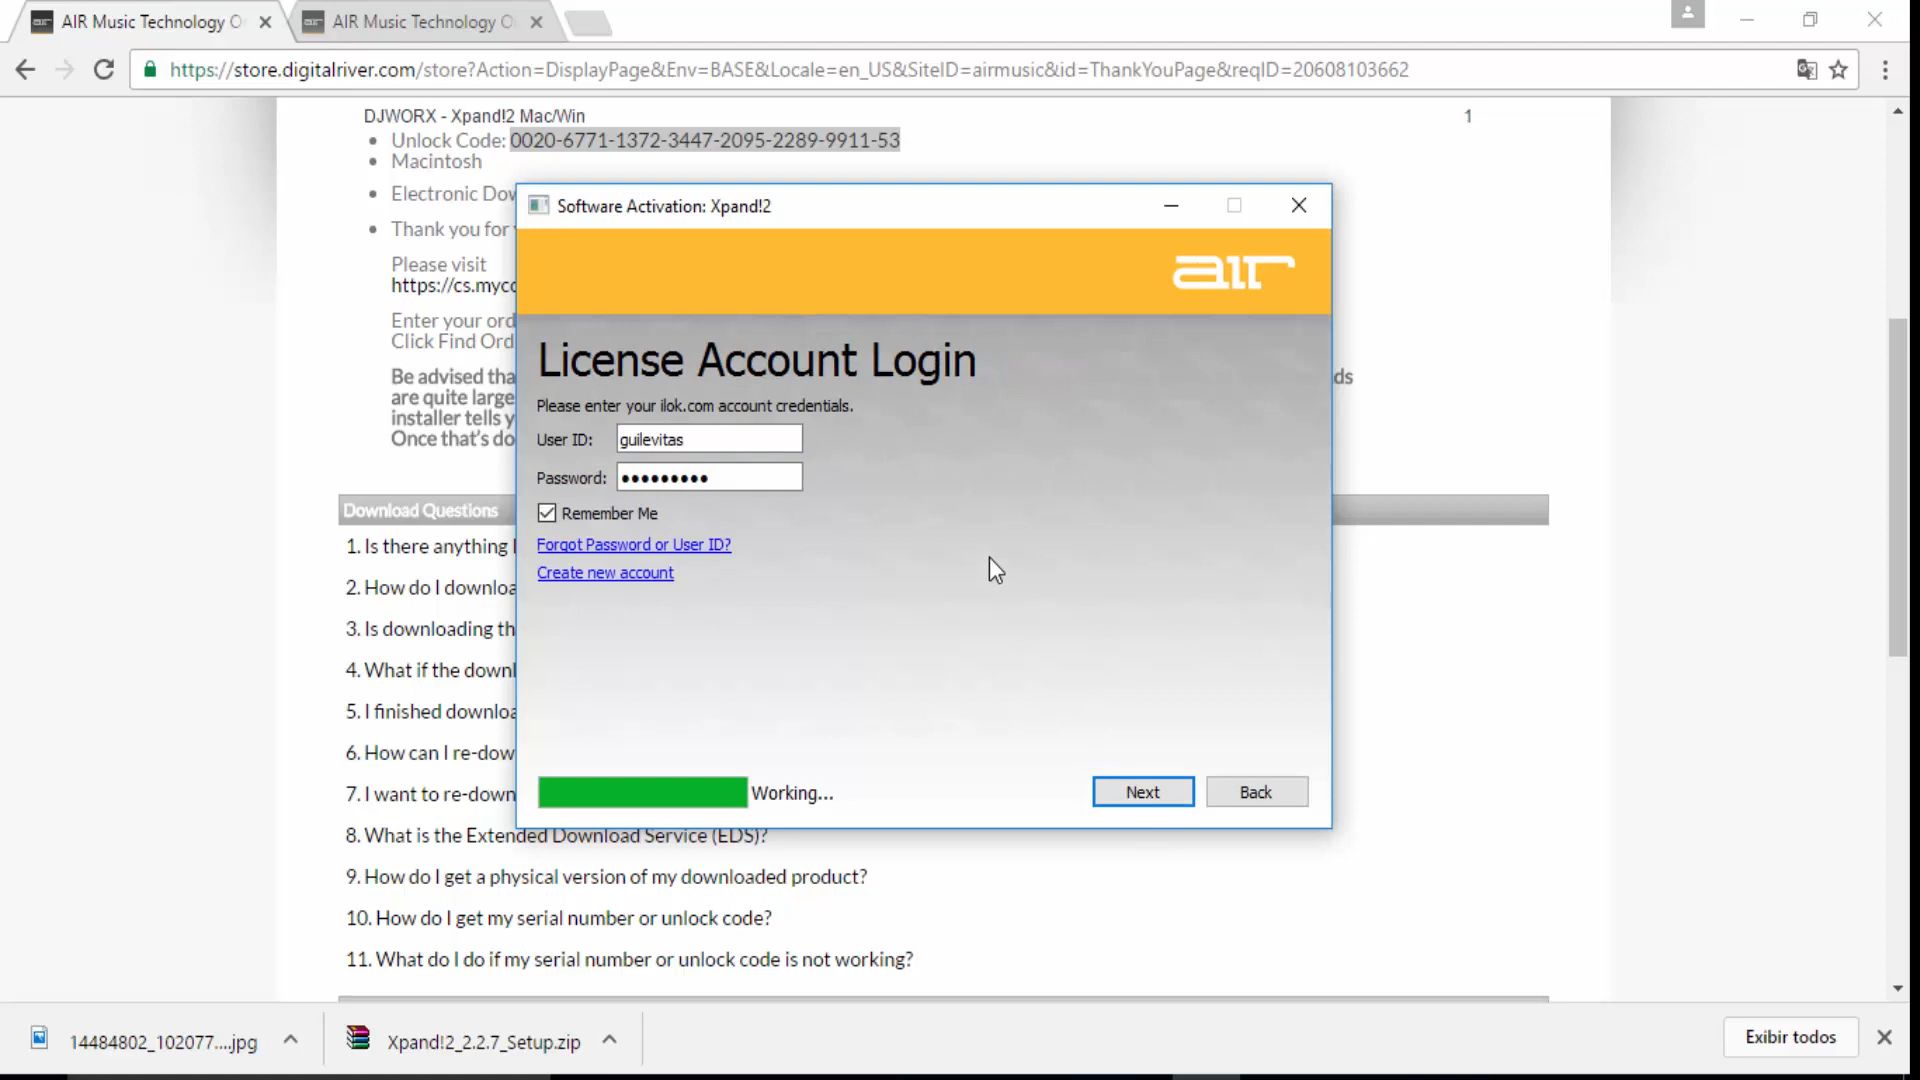 AIR Music Technology O
AIR Music Technology O
https://store.digitalriver.com/store?Action=DisplayPage&Env=BASE&Locale=en_US&SiteID=airmusic&id=ThankYouPage&reqID=20608103662
DJWORX - Xpand!2 Mac/Win 1
Unlock Code: 0020-6771-1372-3447-2095-2289-9911-53
Macintosh
Electronic Dow
Thank you for
Please visit
https://cs.myco
Enter your ord
Click Find Ord
Be advised tha ds
are quite large
installer tells y
Once that's do
Software Activation: Xpand!2
air
License Account Login
Please enter your ilok.com account credentials.
User ID: guilevitas
Password: •••••••••
Remember Me
Forgot Password or User ID?
Create new account
Working...
Next
Back
Download Questions
1. Is there anything
2. How do I downloa
3. Is downloading th
4. What if the downl
5. I finished downloa
6. How can I re-dow
7. I want to re-down
8. What is the Extended Download Service (EDS)?
9. How do I get a physical version of my downloaded product?
10. How do I get my serial number or unlock code?
11. What do I do if my serial number or unlock code is not working?
14484802_102077....jpg
Xpand!2_2.2.7_Setup.zip
Exibir todos